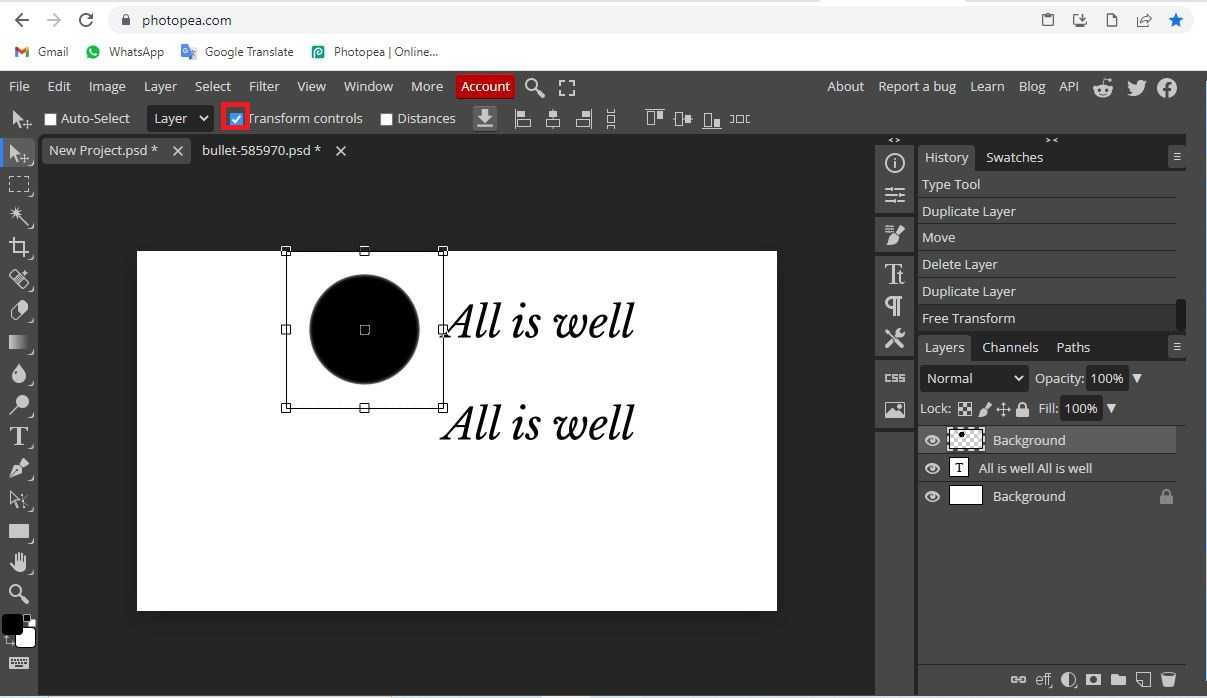 photopea.com
Gmail WhatsApp Google Translate Photopea | Online...
File Edit Image Layer Select Filter View Window More Account About Report a bug Learn Blog API
Auto-Select Layer Transform controls Distances
New Project.psd * bullet-585970.psd *
History Swatches
Type Tool
Duplicate Layer
Move
Delete Layer
Duplicate Layer
Free Transform
Layers Channels Paths
Normal Opacity: 100%
Lock: Fill: 100%
Background
All is well All is well
Background
CSS
eff
All is well
All is well